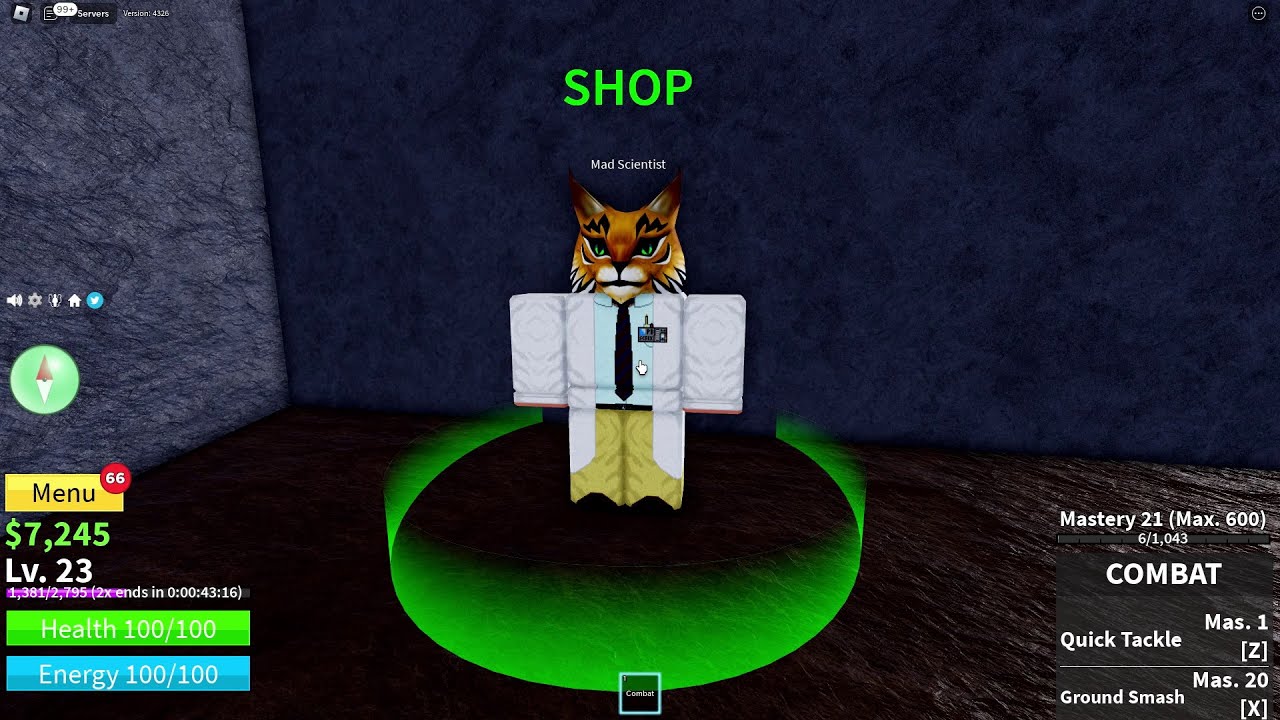 99+
Servers
Version: 4326
SHOP
Mad Scientist
Menu
66
$7,245
Lv. 23
1,381/2,795 (2x ends in 0:00:43:16)
Health 100/100
Energy 100/100
1
Combat
Mastery 21 (Max. 600)
6/1,043
COMBAT
Mas. 1
Quick Tackle
[Z]
Mas. 20
Ground Smash
[X]